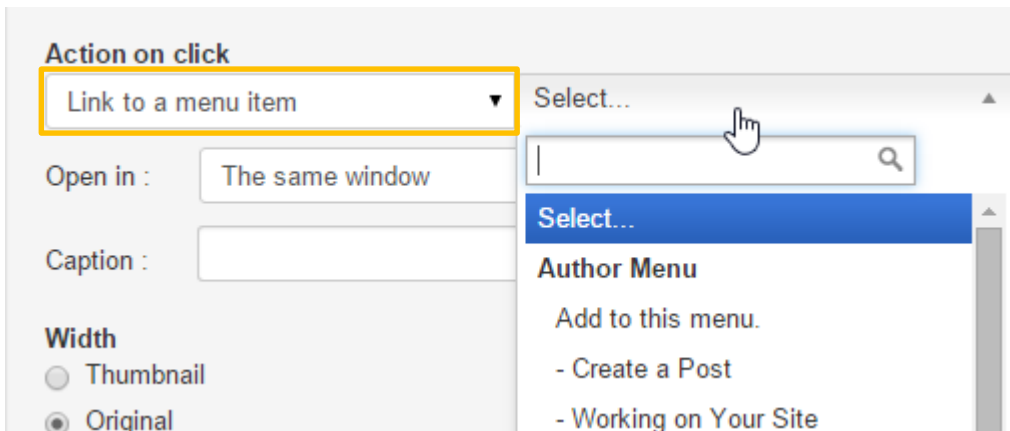 Action on click
Link to a menu item
Select...
Open in :
The same window
Select...
Caption :
Author Menu
Add to this menu.
Width
Thumbnail
- Create a Post
Original
- Working on Your Site